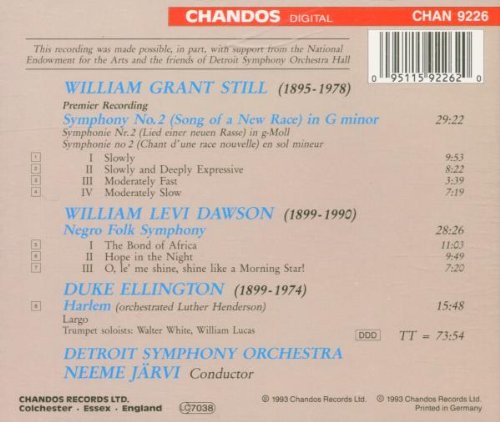 CHANDOS DIGITAL CHAN 9226
This recording was made possible, in part, with support from the National
Endowment for the Arts and the friends of Detroit Symphony Orchestra Hall
0 95115 92262 0
WILLIAM GRANT STILL (1895-1978)
Premier Recording
Symphony No.2 (Song of a New Race) in G minor 29:22
Symphonie Nr.2 (Lied einer neuen Rasse) in g-Moll
Symphonie no 2 (Chant d'une race nouvelle) en sol mineur
1 I Slowly 9:53
2 II Slowly and Deeply Expressive 8:22
3 III Moderately Fast 3:39
4 IV Moderately Slow 7:19
WILLIAM LEVI DAWSON (1899-1990)
Negro Folk Symphony 28:26
5 I The Bond of Africa 11:03
6 II Hope in the Night 9:49
7 III O, le' me shine, shine like a Morning Star! 7:20
DUKE ELLINGTON (1899-1974)
8 Harlem (orchestrated Luther Henderson) 15:48
Largo
Trumpet soloists: Walter White, William Lucas
DDD TT = 73:54
DETROIT SYMPHONY ORCHESTRA
NEEME JÄRVI Conductor
CHANDOS RECORDS LTD. LC 7038 ℗ 1993 Chandos Records Ltd. © 1993 Chandos Records Ltd.
Colchester · Essex · England Printed in Germany